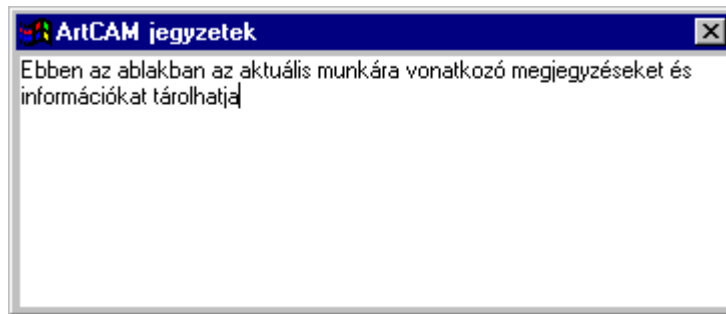 ArtCAM jegyzetek
Ebben az ablakban az aktuális munkára vonatkozó megjegyzéseket és
információkat tárolhatja